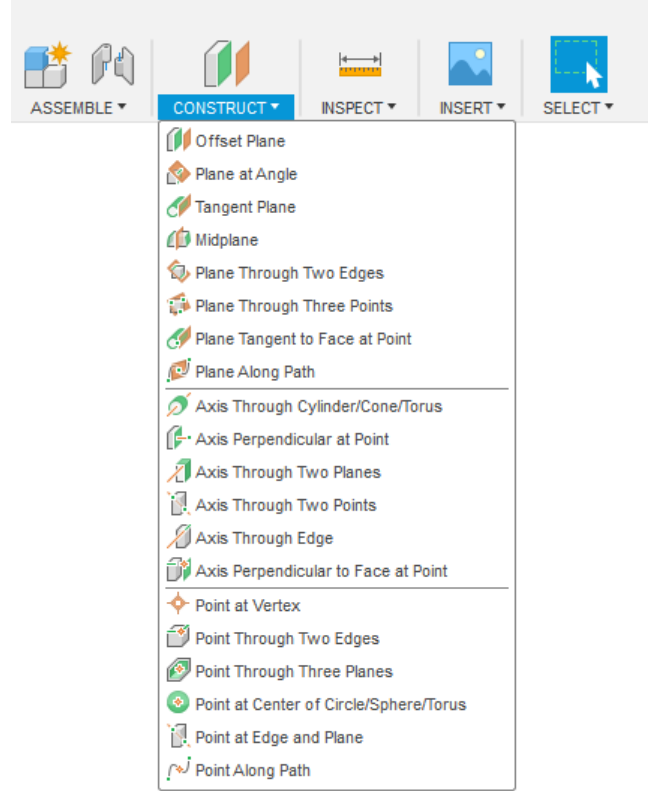 ASSEMBLE CONSTRUCT INSPECT INSERT SELECT
Offset Plane
Plane at Angle
Tangent Plane
Midplane
Plane Through Two Edges
Plane Through Three Points
Plane Tangent to Face at Point
Plane Along Path
Axis Through Cylinder/Cone/Torus
Axis Perpendicular at Point
Axis Through Two Planes
Axis Through Two Points
Axis Through Edge
Axis Perpendicular to Face at Point
Point at Vertex
Point Through Two Edges
Point Through Three Planes
Point at Center of Circle/Sphere/Torus
Point at Edge and Plane
Point Along Path